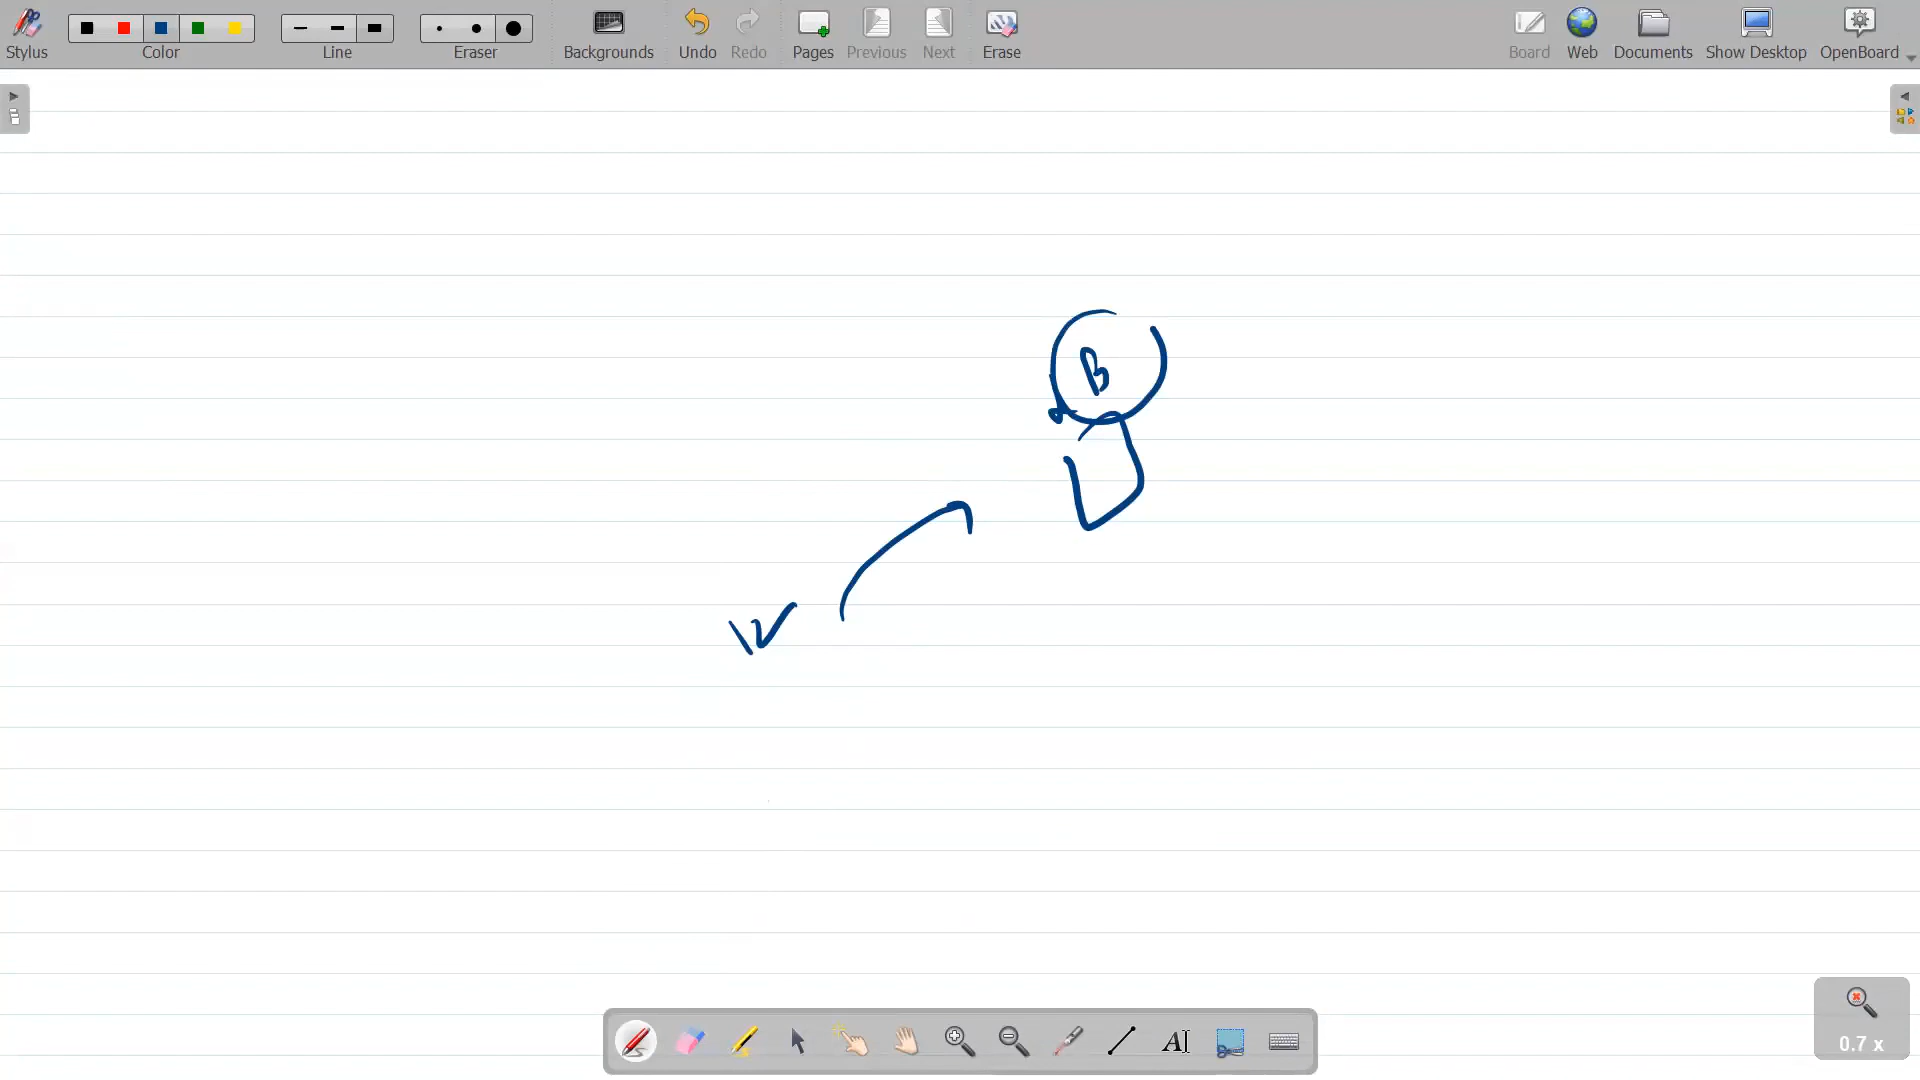 Stylus
Color
Line
Eraser
Backgrounds
Undo
Redo
Pages
Previous
Next
Erase
Board
Web
Documents
Show Desktop
OpenBoard
B
AI
0.7 x